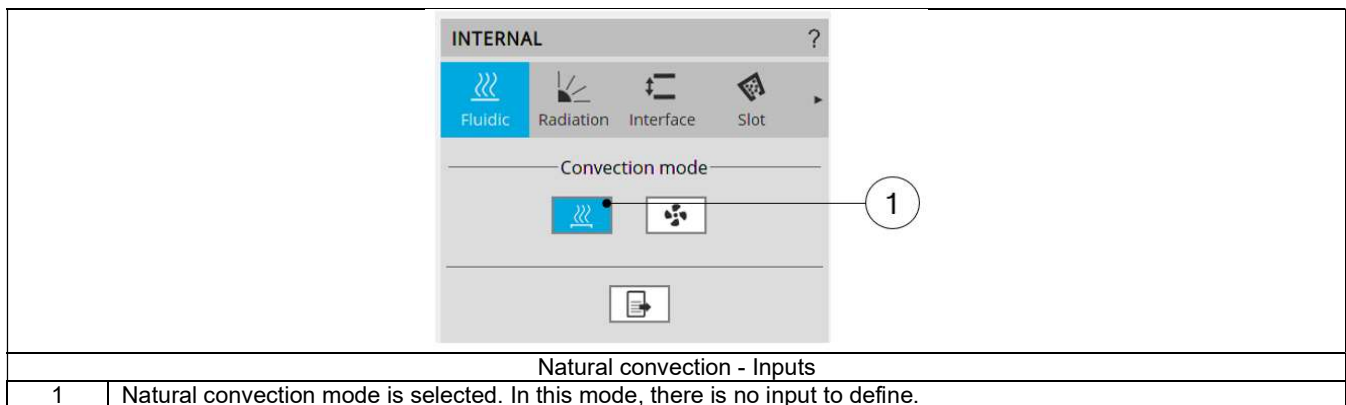 INTERNAL ?
Fluidic Radiation Interface Slot
Convection mode
1
Natural convection - Inputs
1 Natural convection mode is selected. In this mode, there is no input to define.